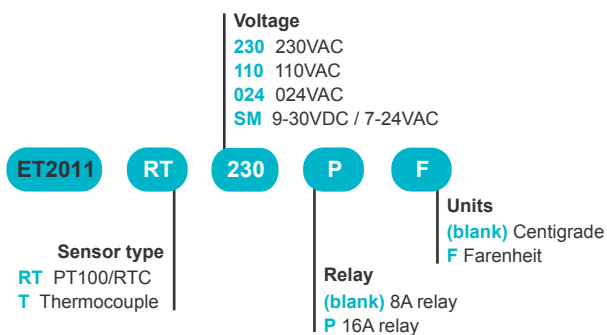 Voltage
230 230VAC
110 110VAC
024 024VAC
SM 9-30VDC / 7-24VAC
ET2011 RT 230 P F
Units
(blank) Centigrade
F Farenheit
Sensor type
RT PT100/RTC
T Thermocouple
Relay
(blank) 8A relay
P 16A relay